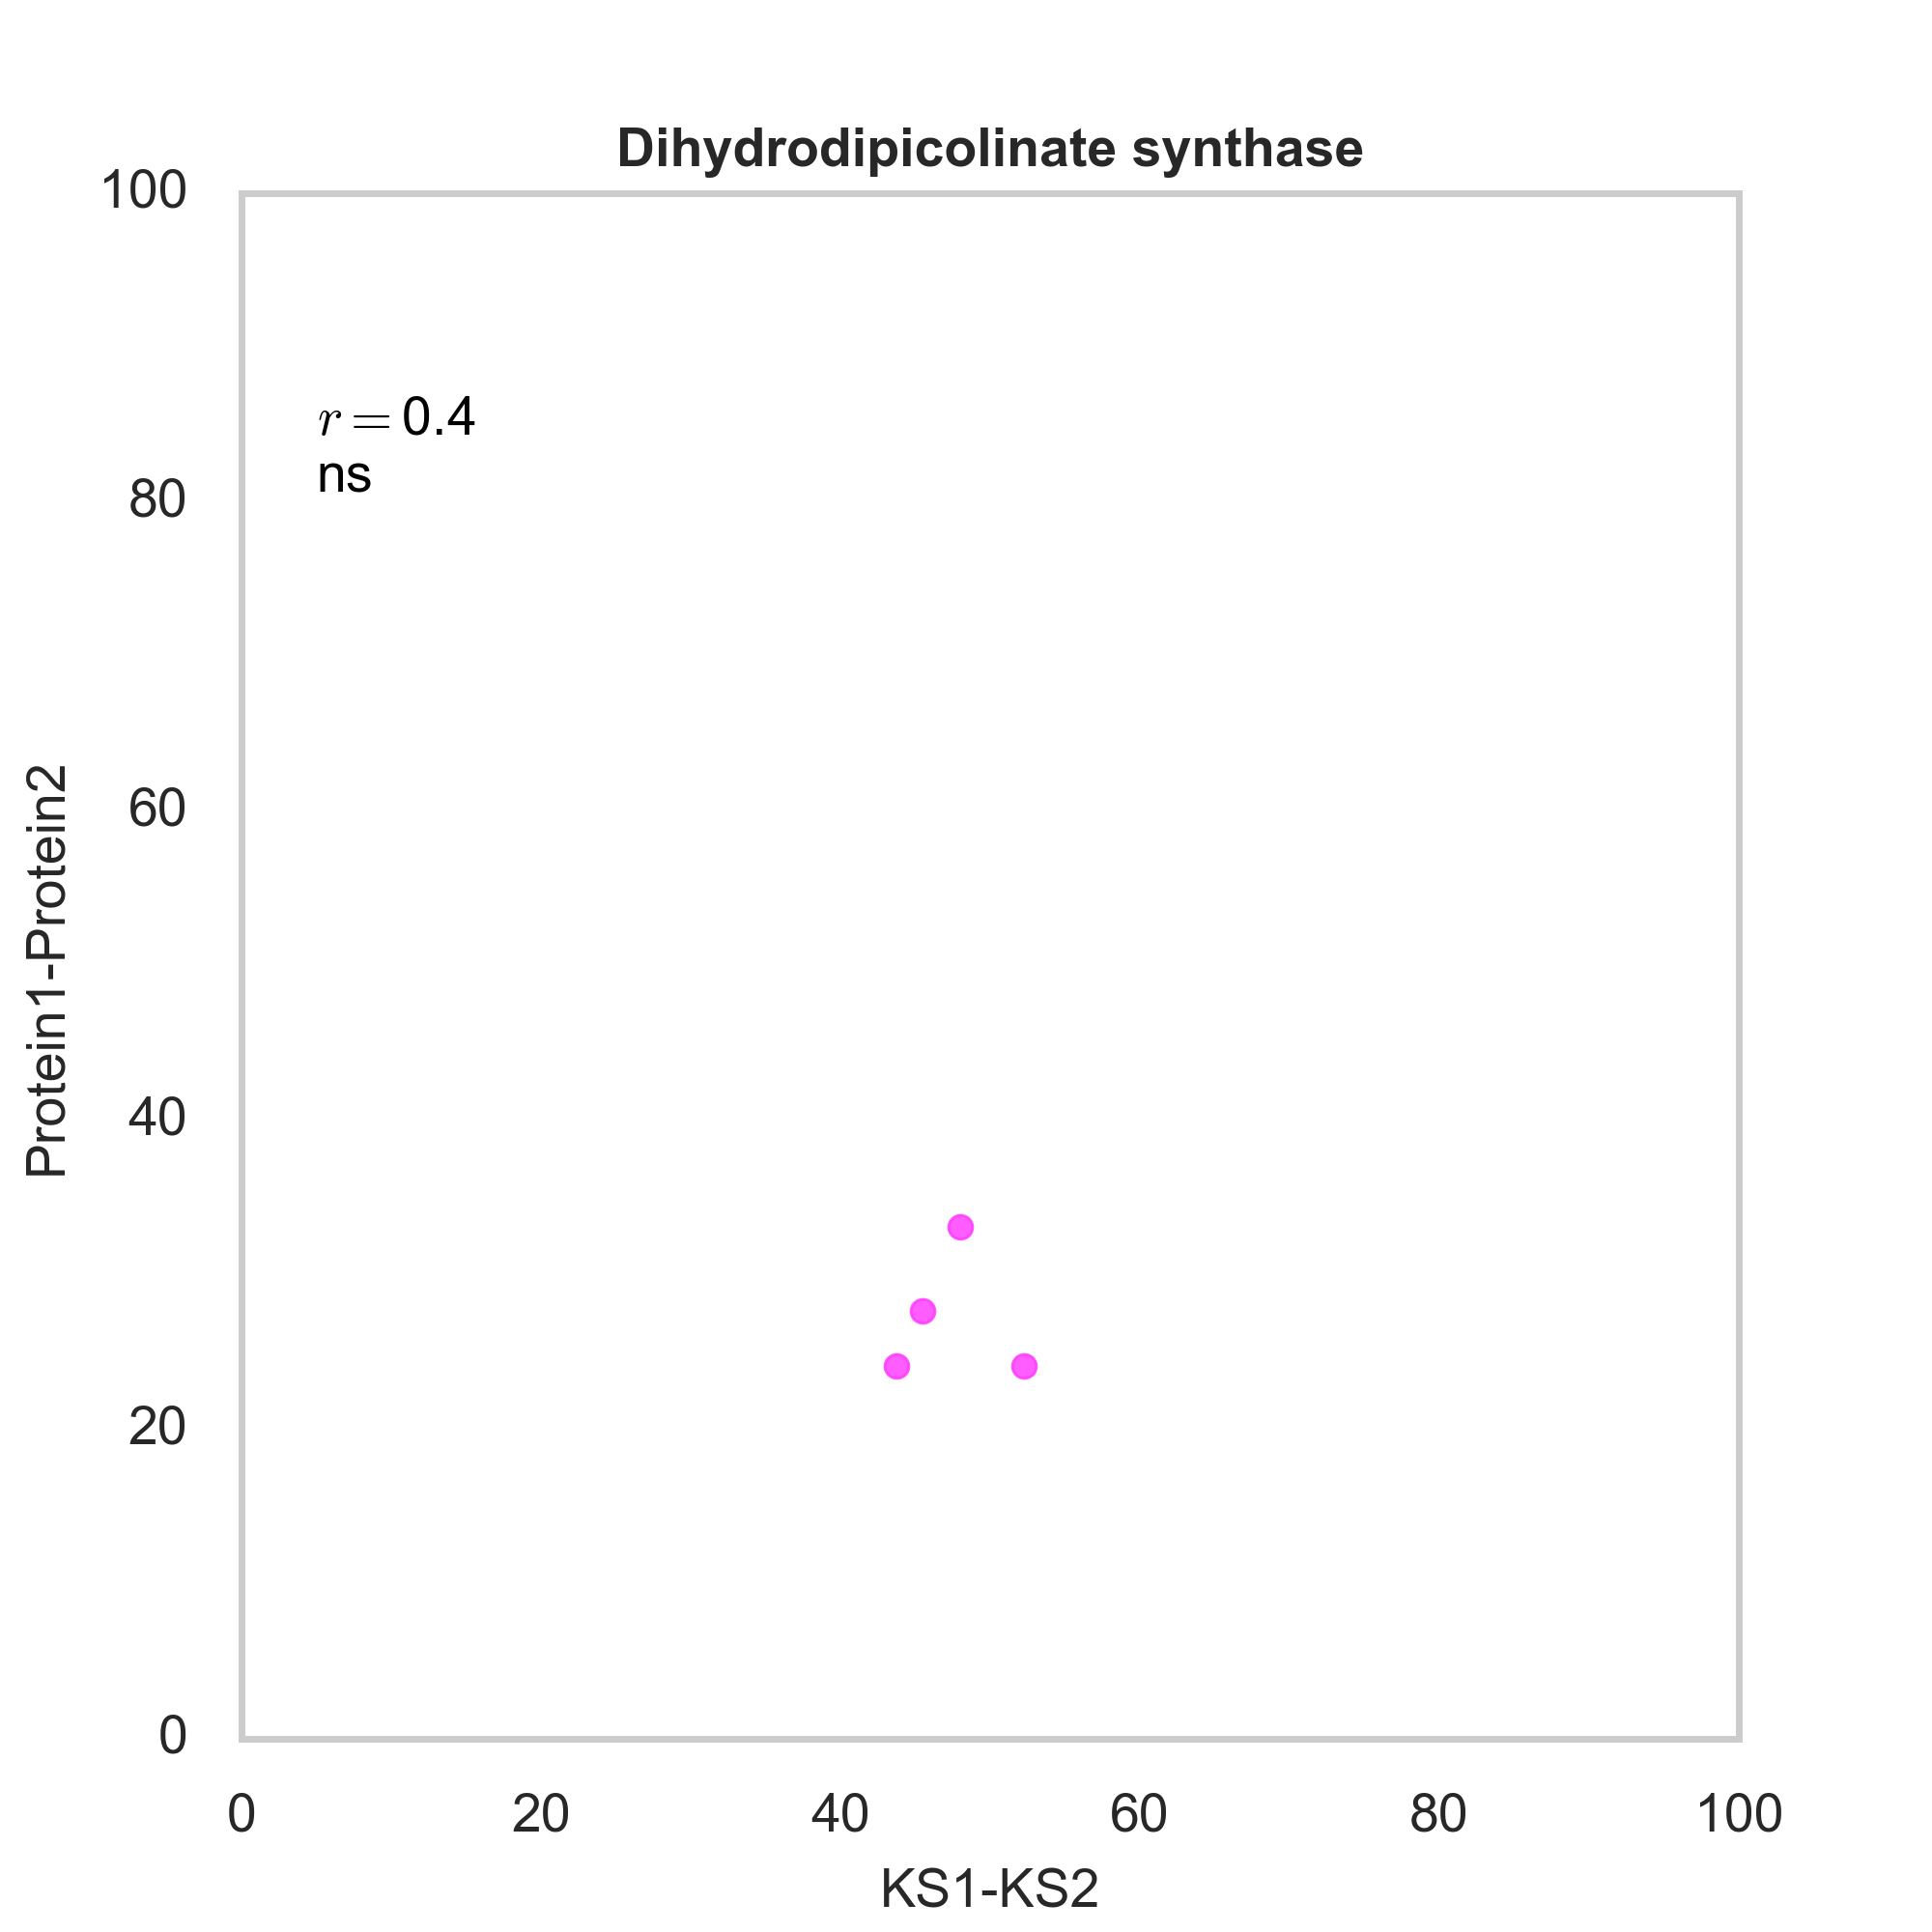 Dihydrodipicolinate synthase
100
r = 0.4
ns
80
60
40
20
0
Protein1-Protein2
0 20 40 60 80 100
KS1-KS2